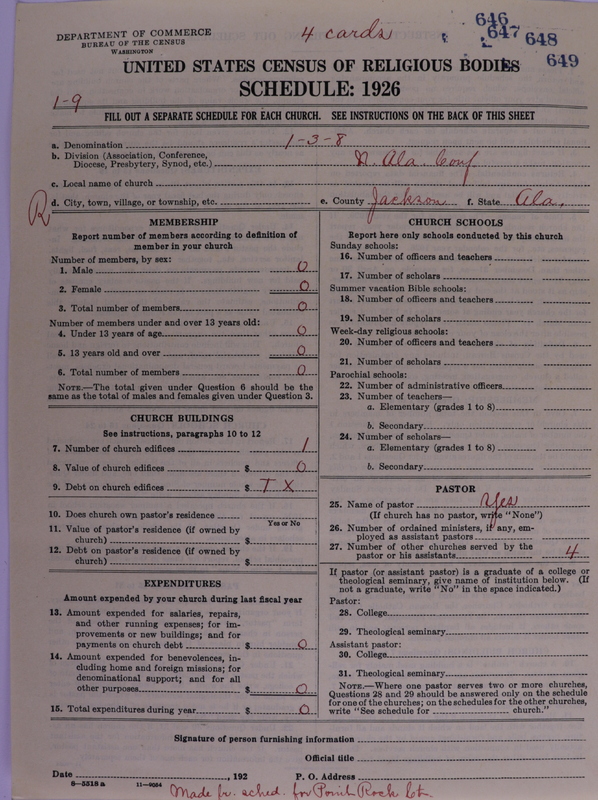 DEPARTMENT OF COMMERCE
BUREAU OF THE CENSUS
WASHINGTON
4 cards
646
647
648
649
UNITED STATES CENSUS OF RELIGIOUS BODIES
SCHEDULE: 1926
1-9
FILL OUT A SEPARATE SCHEDULE FOR EACH CHURCH. SEE INSTRUCTIONS ON THE BACK OF THIS SHEET
a. Denomination 1-3-8
b. Division (Association, Conference,
Diocese, Presbytery, Synod, etc.) N. Ala. Conf
c. Local name of church
R d. City, town, village, or township, etc. e. County Jackson f. State Ala.
MEMBERSHIP
Report number of members according to definition of
member in your church
Number of members, by sex:
1. Male 0
2. Female 0
3. Total number of members 0
Number of members under and over 13 years old:
4. Under 13 years of age 0
5. 13 years old and over 0
6. Total number of members 0
NOTE.—The total given under Question 6 should be
same as the total of males and females given under Question 3.
CHURCH BUILDINGS
See instructions, paragraphs 10 to 12
7. Number of church edifices 1
8. Value of church edifices $ 0
9. Debt on church edifices $ T X
10. Does church own pastor's residence
Yes or No
11. Value of pastor's residence (if owned by
church) $
12. Debt on pastor's residence (if owned by
church) $
EXPENDITURES
Amount expended by your church during last fiscal year
13. Amount expended for salaries, repairs,
and other running expenses; for im-
provements or new buildings; and for
payments on church debt $ 0
14. Amount expended for benevolences, in-
cluding home and foreign missions; for
denominational support; and for all
other purposes $ 0
15. Total expenditures during year $ 0
CHURCH SCHOOLS
Report here only schools conducted by this church
Sunday schools:
16. Number of officers and teachers
17. Number of scholars
Summer vacation Bible schools:
18. Number of officers and teachers
19. Number of scholars
Week-day religious schools:
20. Number of officers and teachers
21. Number of scholars
Parochial schools:
22. Number of administrative officers
23. Number of teachers—
a. Elementary (grades 1 to 8)
b. Secondary
24. Number of scholars—
a. Elementary (grades 1 to 8)
b. Secondary
PASTOR
25. Name of pastor Yes
(If church has no pastor, write "None")
26. Number of ordained ministers, if any, em-
ployed as assistant pastors
27. Number of other churches served by the
pastor or his assistants 4
If pastor (or assistant pastor) is a graduate of a college or
theological seminary, give name of institution below. (If
not a graduate, write "No" in the space indicated.)
Pastor:
28. College
29. Theological seminary
Assistant pastor:
30. College
31. Theological seminary
NOTE.—Where one pastor serves two or more churches,
Questions 28 and 29 should be answered only on the schedule
for one of the churches; on the schedules for the other churches,
write "See schedule for church."
Signature of person furnishing information
Official title
Date , 192 P. O. Address
8-5518 a 11-9054
Made fr. sched. for Paint Rock